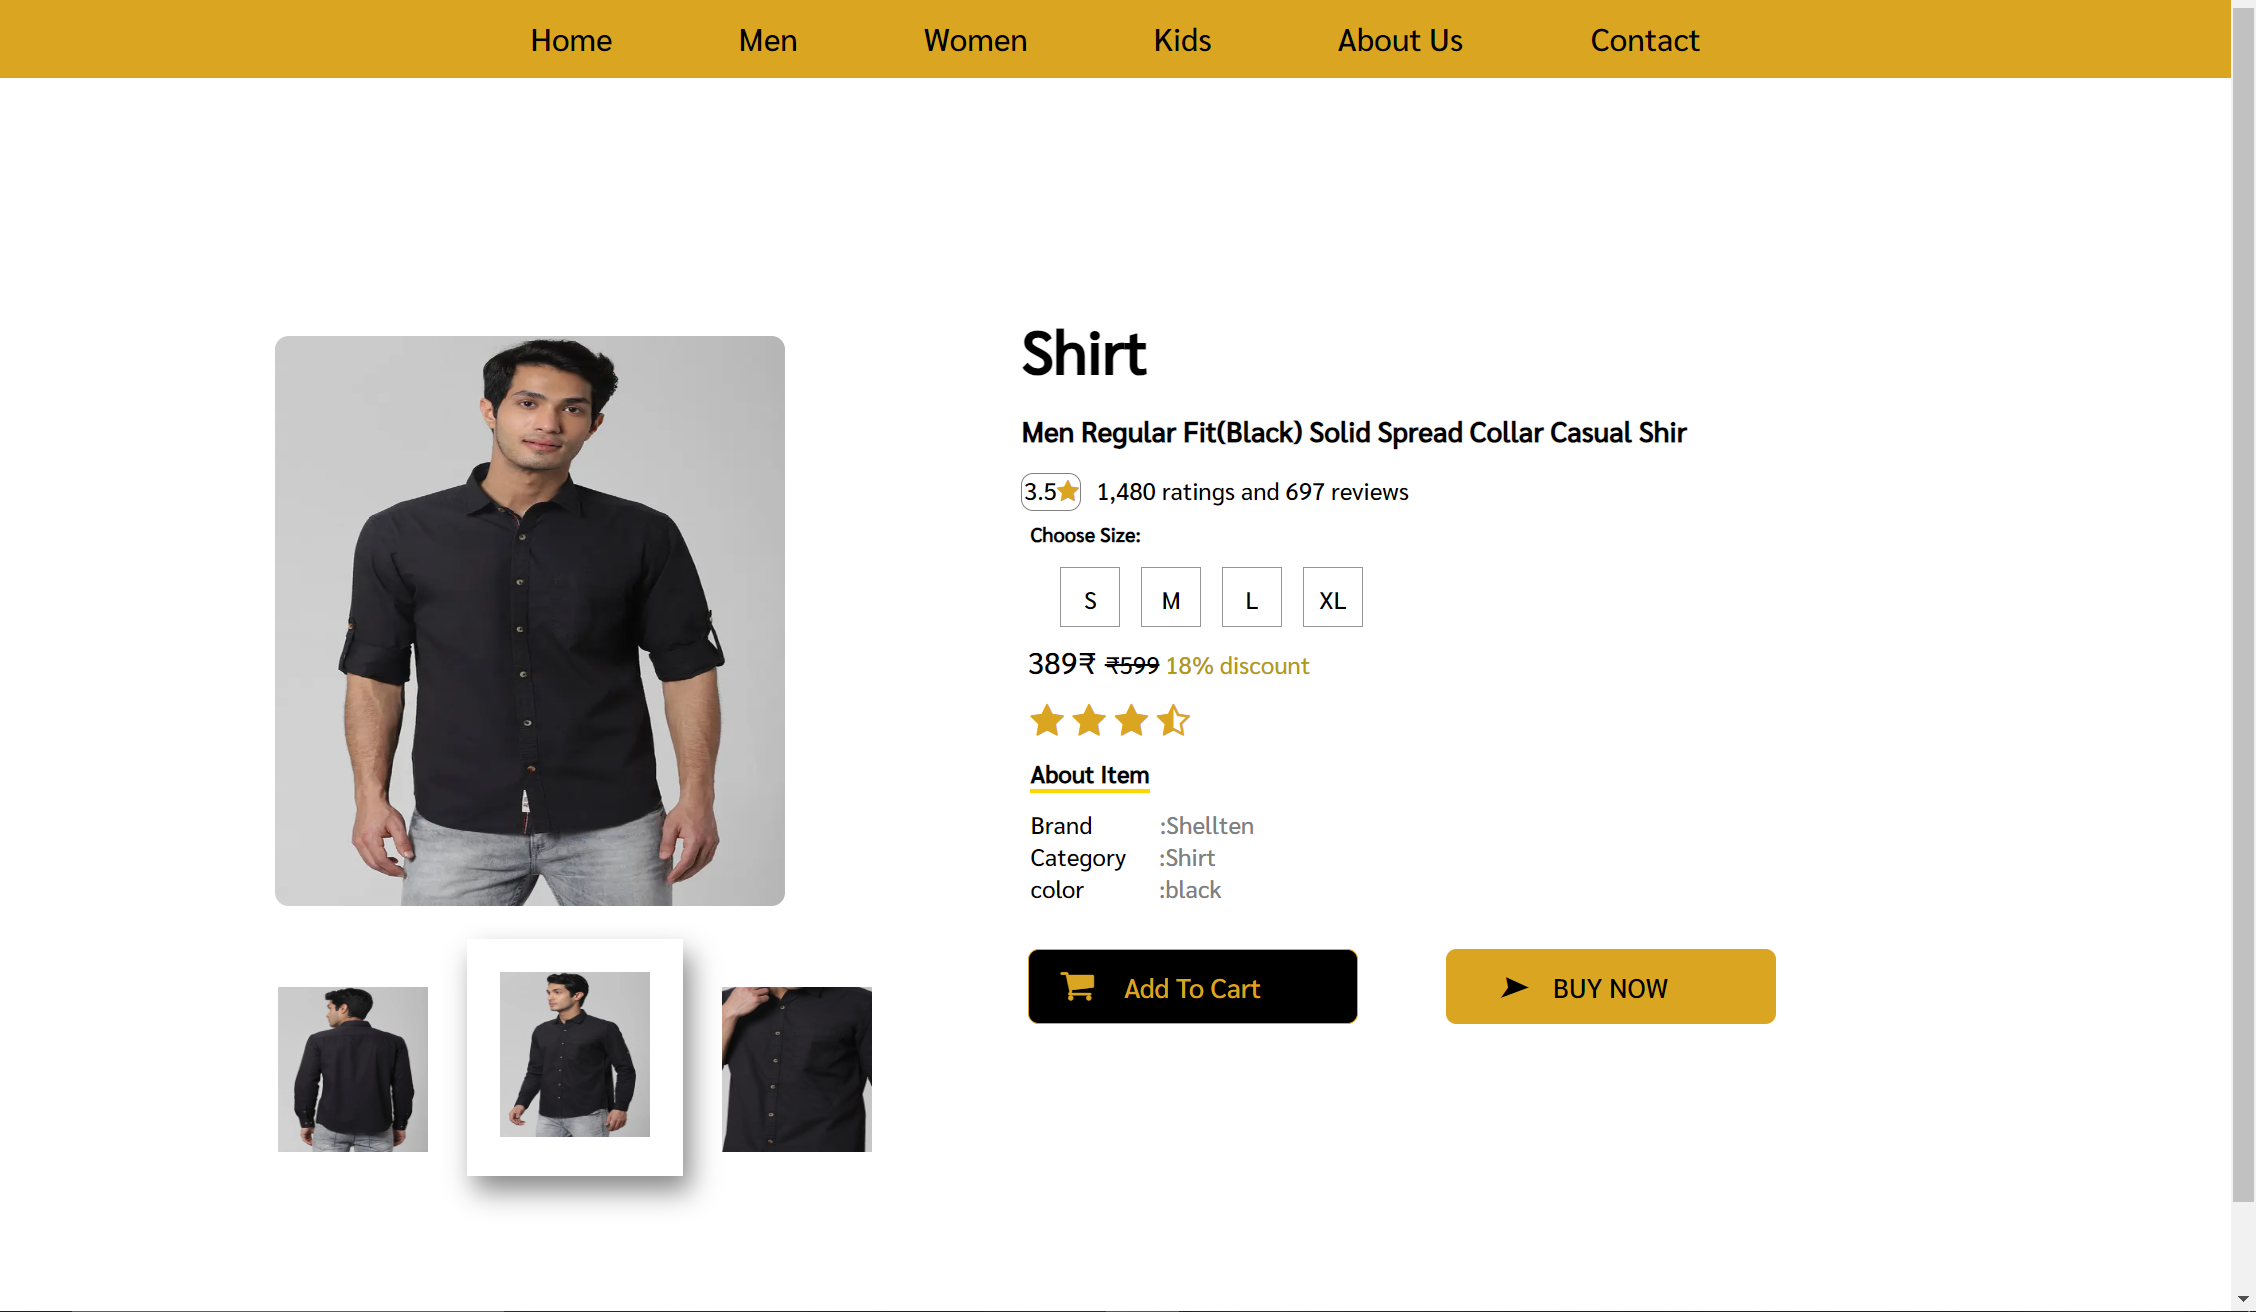 Home Men Women Kids About Us Contact
Shirt
Men Regular Fit(Black) Solid Spread Collar Casual Shir
3.5 1,480 ratings and 697 reviews
Choose Size:
S M L XL
389₹ ₹599 18% discount
About Item
Brand :Shellten
Category :Shirt
color :black
Add To Cart BUY NOW